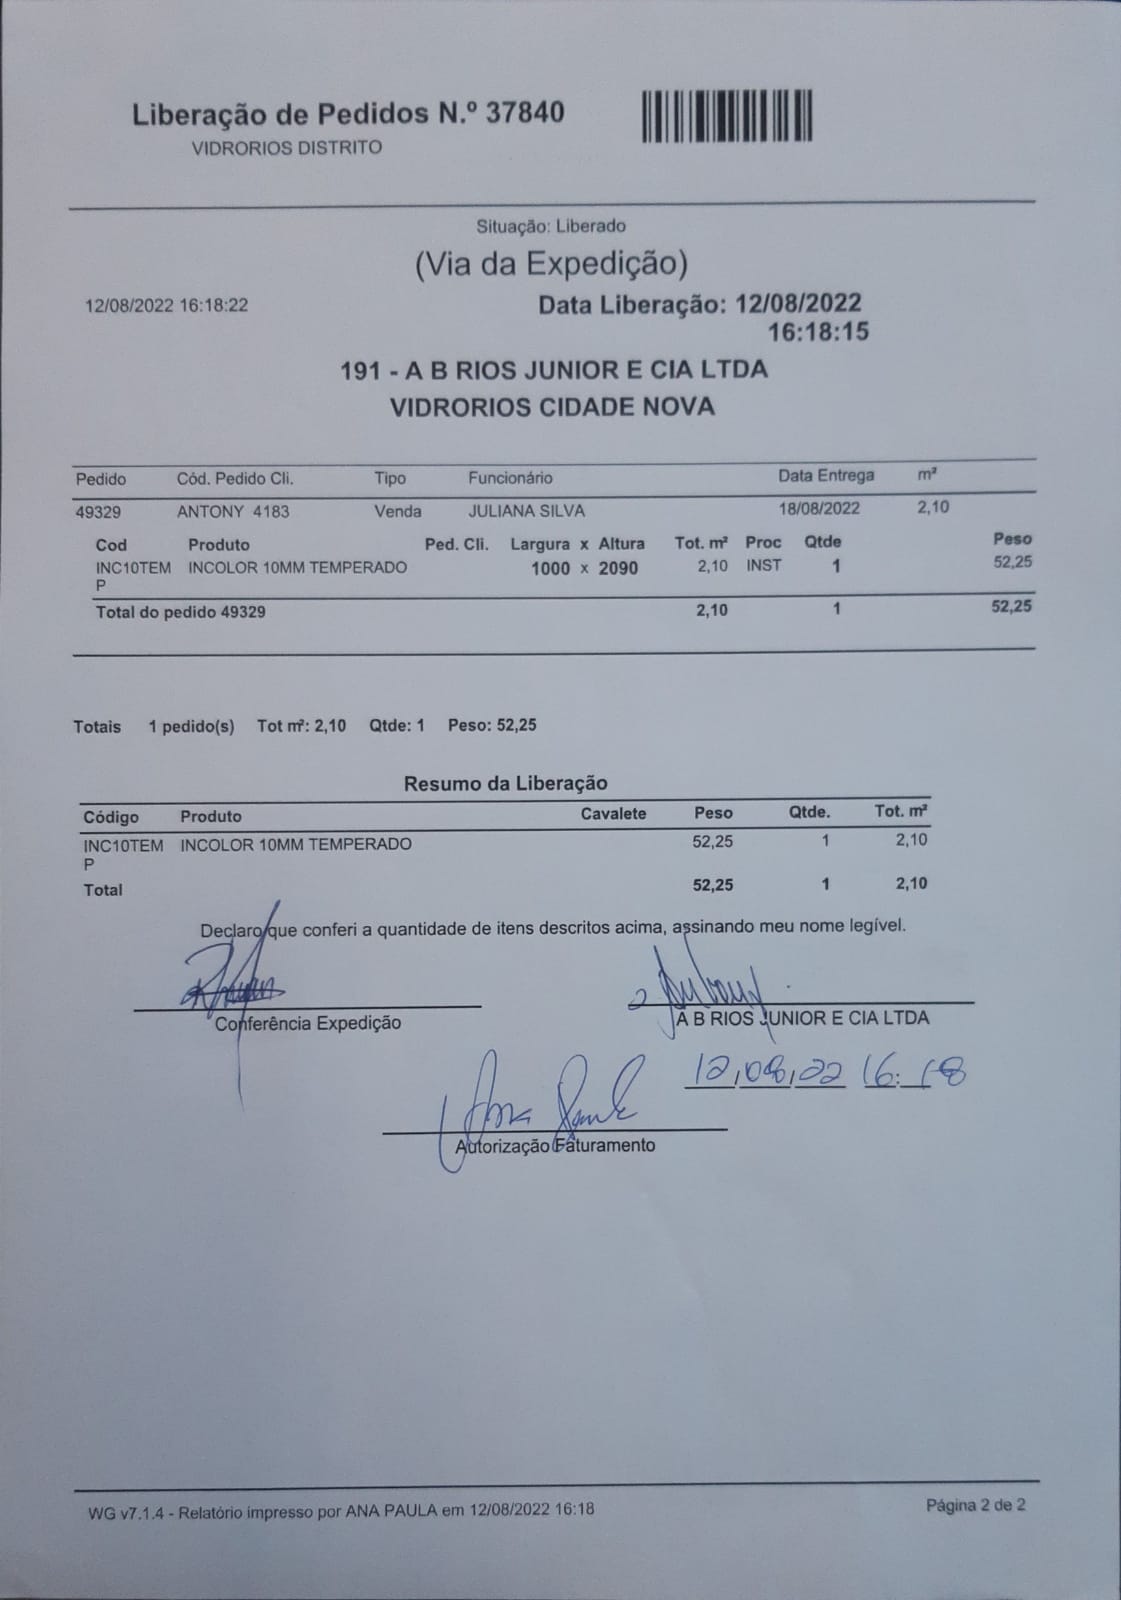 Liberação de Pedidos N.º 37840
VIDRORIOS DISTRITO
Situação: Liberado
(Via da Expedição)
12/08/2022 16:18:22 Data Liberação: 12/08/2022
16:18:15
191 - A B RIOS JUNIOR E CIA LTDA
VIDRORIOS CIDADE NOVA
Pedido Cód. Pedido Cli. Tipo Funcionário Data Entrega m²
49329 ANTONY 4183 Venda JULIANA SILVA 18/08/2022 2,10
Cod Produto Ped. Cli. Largura x Altura Tot. m² Proc Qtde Peso
INC10TEM INCOLOR 10MM TEMPERADO 1000 x 2090 2,10 INST 1 52,25
P
Total do pedido 49329 2,10 1 52,25
Totais 1 pedido(s) Tot m²: 2,10 Qtde: 1 Peso: 52,25
Resumo da Liberação
Código Produto Cavalete Peso Qtde. Tot. m²
INC10TEM INCOLOR 10MM TEMPERADO 52,25 1 2,10
P
Total 52,25 1 2,10
Declaro que conferi a quantidade de itens descritos acima, assinando meu nome legível.
Conferência Expedição A B RIOS JUNIOR E CIA LTDA
12,08,22 16:18
Ana Paula
Autorização Faturamento
WG v7.1.4 - Relatório impresso por ANA PAULA em 12/08/2022 16:18 Página 2 de 2